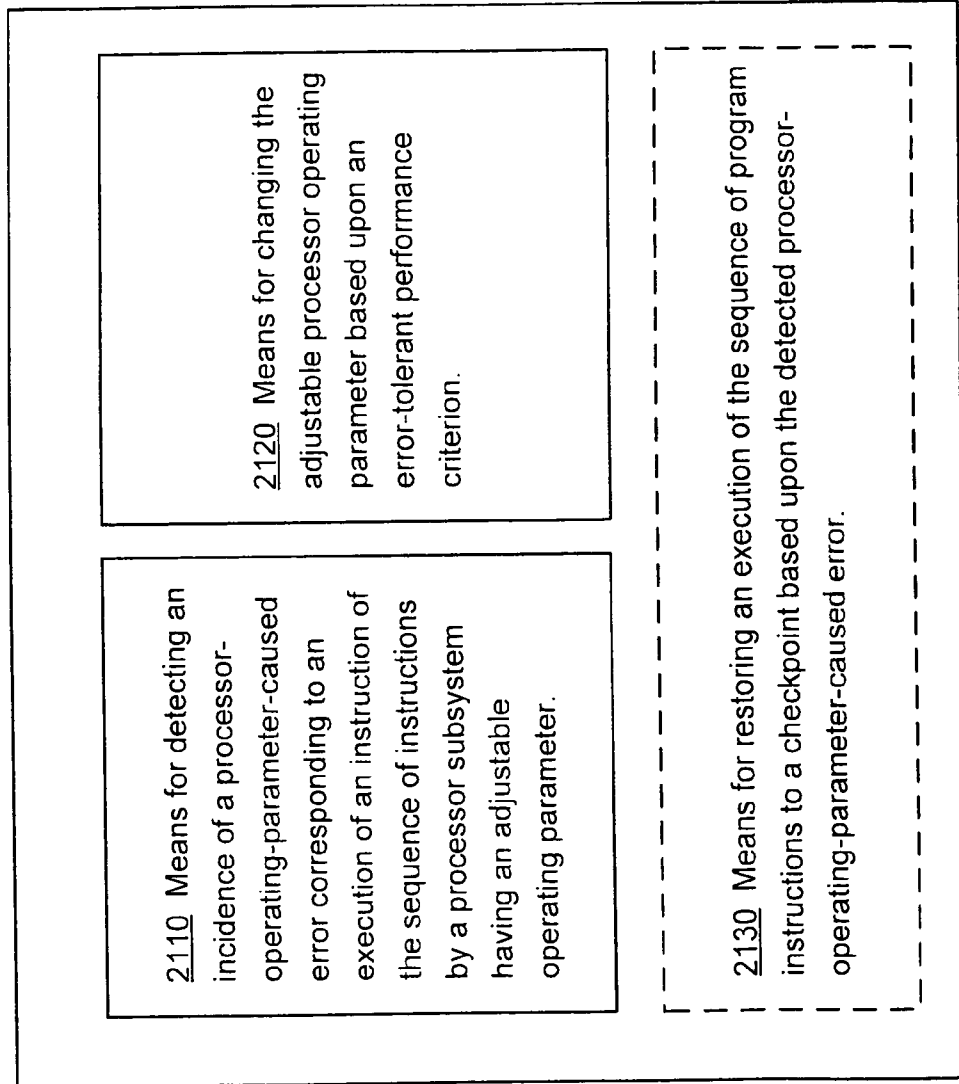 2110 Means for detecting an
incidence of a processor-
operating-parameter-caused
error corresponding to an
execution of an instruction of
the sequence of instructions
by a processor subsystem
having an adjustable
operating parameter.
2120 Means for changing the
adjustable processor operating
parameter based upon an
error-tolerant performance
criterion.
2130 Means for restoring an execution of the sequence of program
instructions to a checkpoint based upon the detected processor-
operating-parameter-caused error.